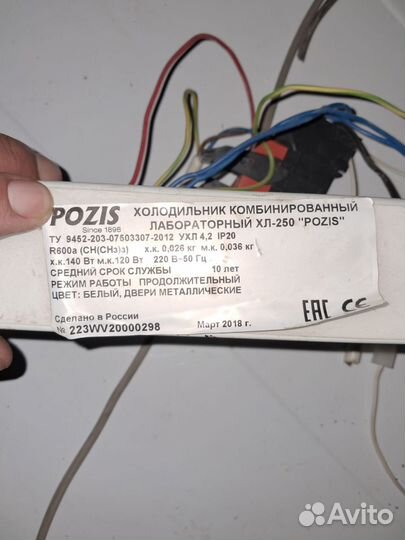 POZIS
Since 1898
ХОЛОДИЛЬНИК КОМБИНИРОВАННЫЙ
ЛАБОРАТОРНЫЙ ХЛ-250 "POZIS"
ТУ 9452-203-07503307-2012 УХЛ 4,2 IP20
R600a (CH(CH₃)₃) х.к. 0,026 кг м.к. 0,036 кг
х.к.140 Вт м.к.120 Вт 220 В~50 Гц
СРЕДНИЙ СРОК СЛУЖБЫ 10 лет
РЕЖИМ РАБОТЫ ПРОДОЛЖИТЕЛЬНЫЙ
ЦВЕТ: БЕЛЫЙ, ДВЕРИ МЕТАЛЛИЧЕСКИЕ
Сделано в России
№ 223WV20000298 Март 2018 г.
EAC CE
Avito